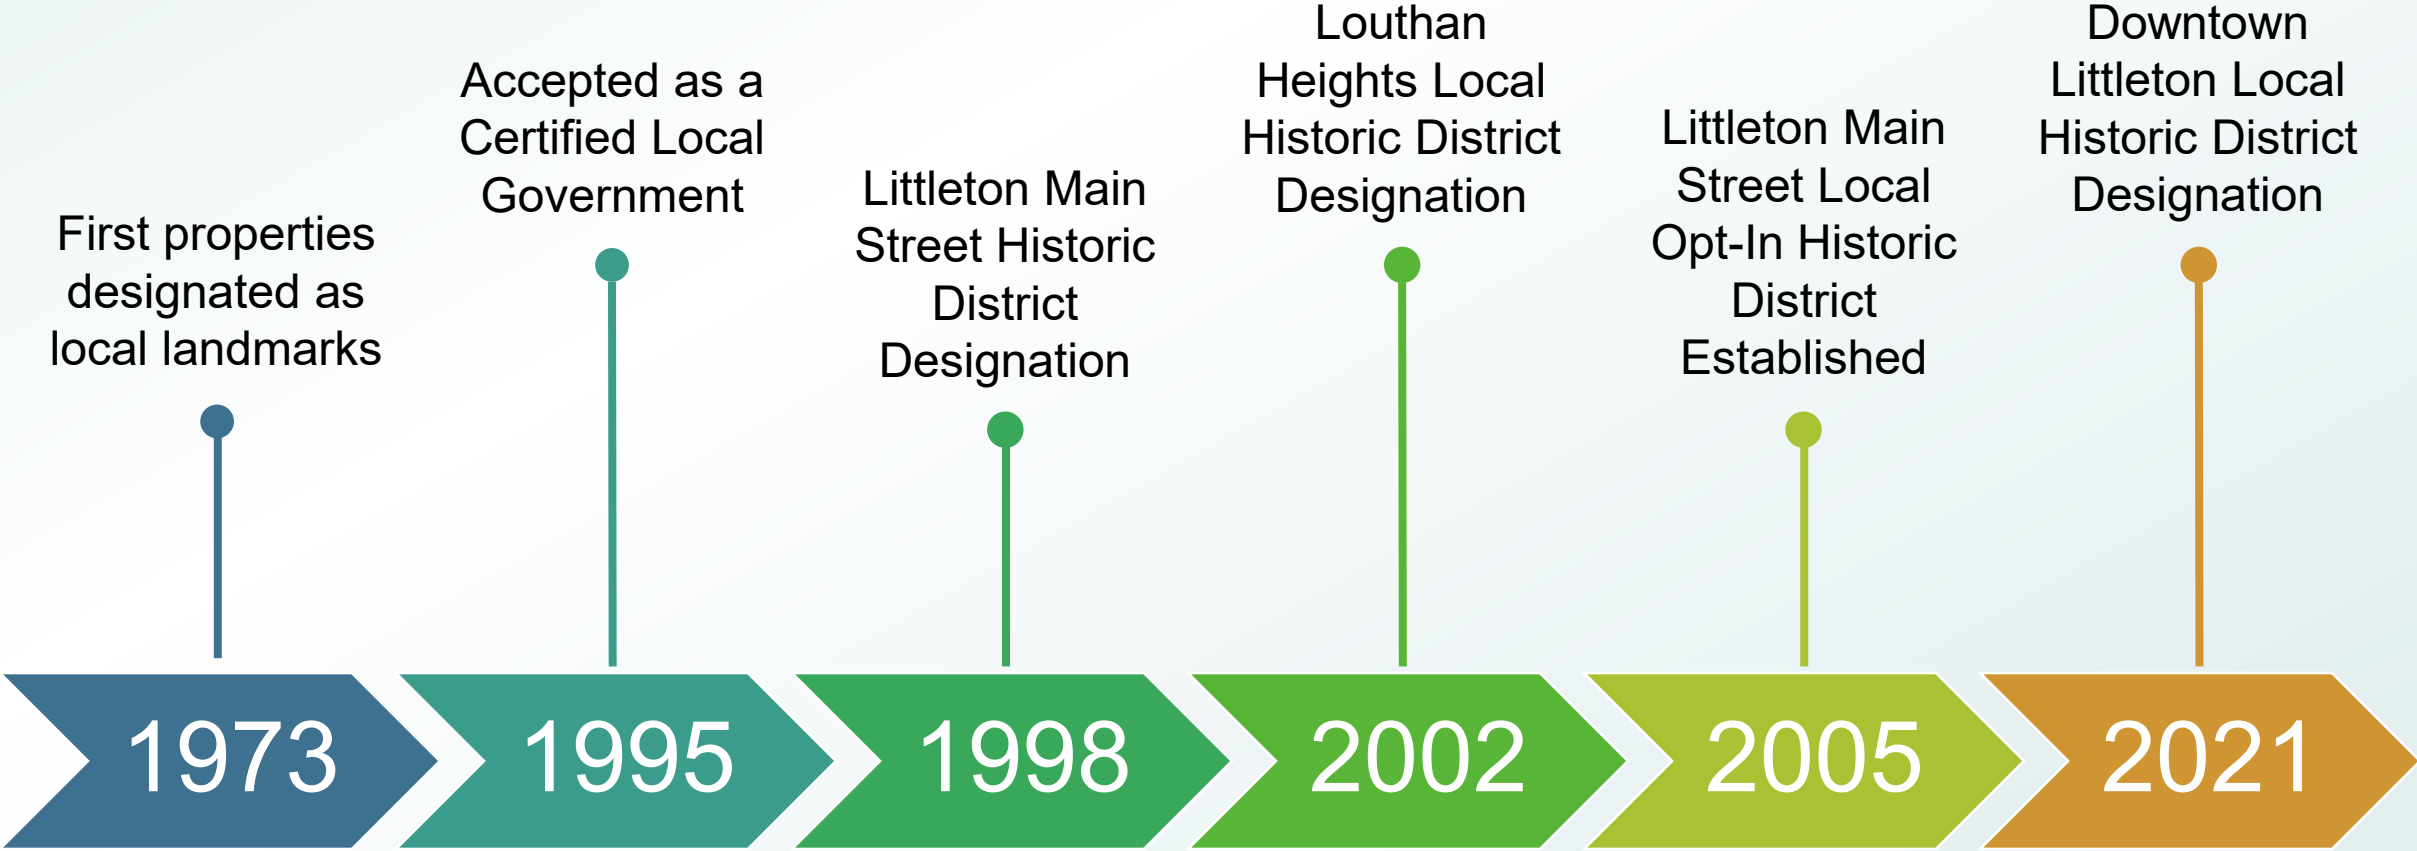 First properties
designated as
local landmarks
1973
Accepted as a
Certified Local
Government
1995
Littleton Main
Street Historic
District
Designation
1998
Louthan
Heights Local
Historic District
Designation
2002
Littleton Main
Street Local
Opt-In Historic
District
Established
2005
Downtown
Littleton Local
Historic District
Designation
2021